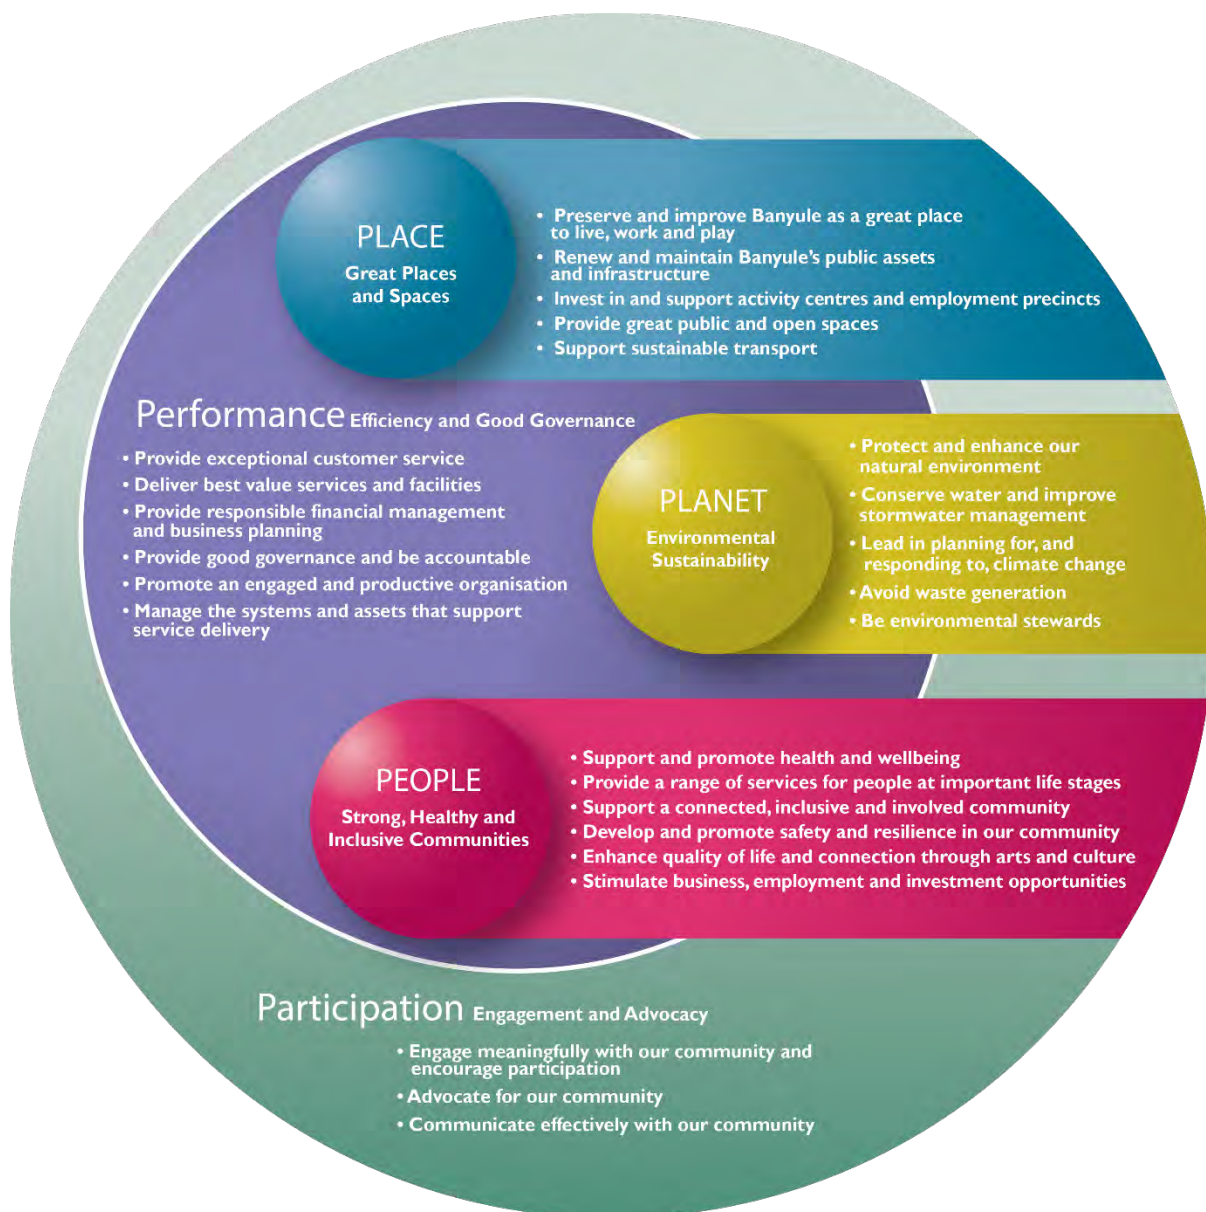 PLACE
Great Places
and Spaces
• Preserve and improve Banyule as a great place
to live, work and play
• Renew and maintain Banyule's public assets
and infrastructure
• Invest in and support activity centres and employment precincts
• Provide great public and open spaces
• Support sustainable transport
Performance Efficiency and Good Governance
• Provide exceptional customer service
• Deliver best value services and facilities
• Provide responsible financial management
and business planning
• Provide good governance and be accountable
• Promote an engaged and productive organisation
• Manage the systems and assets that support
service delivery
PLANET
Environmental
Sustainability
• Protect and enhance our
natural environment
• Conserve water and improve
stormwater management
• Lead in planning for, and
responding to, climate change
• Avoid waste generation
• Be environmental stewards
PEOPLE
Strong, Healthy and
Inclusive Communities
• Support and promote health and wellbeing
• Provide a range of services for people at important life stages
• Support a connected, inclusive and involved community
• Develop and promote safety and resilience in our community
• Enhance quality of life and connection through arts and culture
• Stimulate business, employment and investment opportunities
Participation Engagement and Advocacy
• Engage meaningfully with our community and
encourage participation
• Advocate for our community
• Communicate effectively with our community